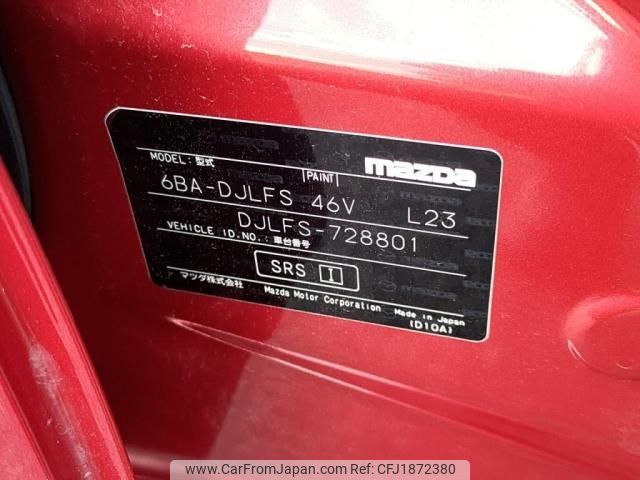 MODEL:型式 PAINT mazda
6BA-DJLFS 46V L23
DJLFS-728801
VEHICLE ID.NO.:車台番号
SRS I
マツダ株式会社 Mazda Motor Corporation Made in Japan
(D10A)
www.CarFromJapan.com - Ref No: CFJ1872380